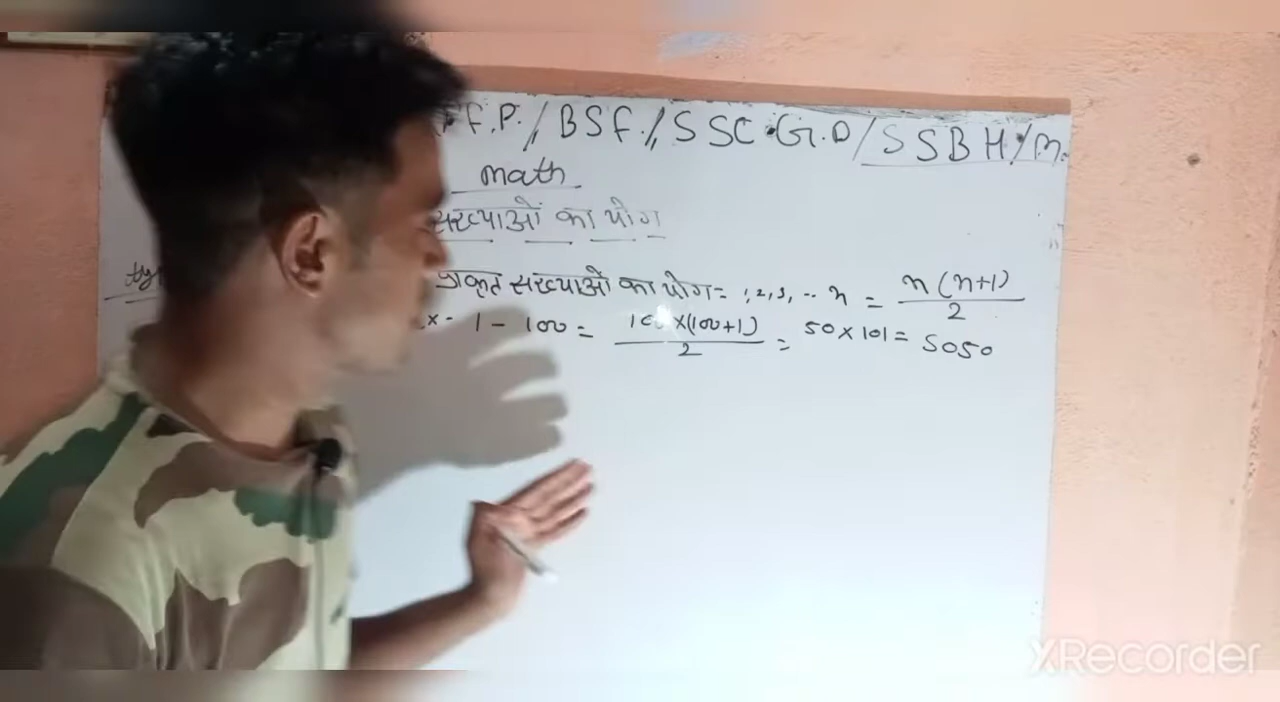 F.P. / BSF // SSC G.D / SSBH / m.
math
संख्याओं का योग
प्रकृत संख्याओं का योग = 1, 2, 3, -- n = n(n+1)/2
x - 1 - 100 = 100 x (100+1)/2 = 50 x 101 = 5050
XRecorder